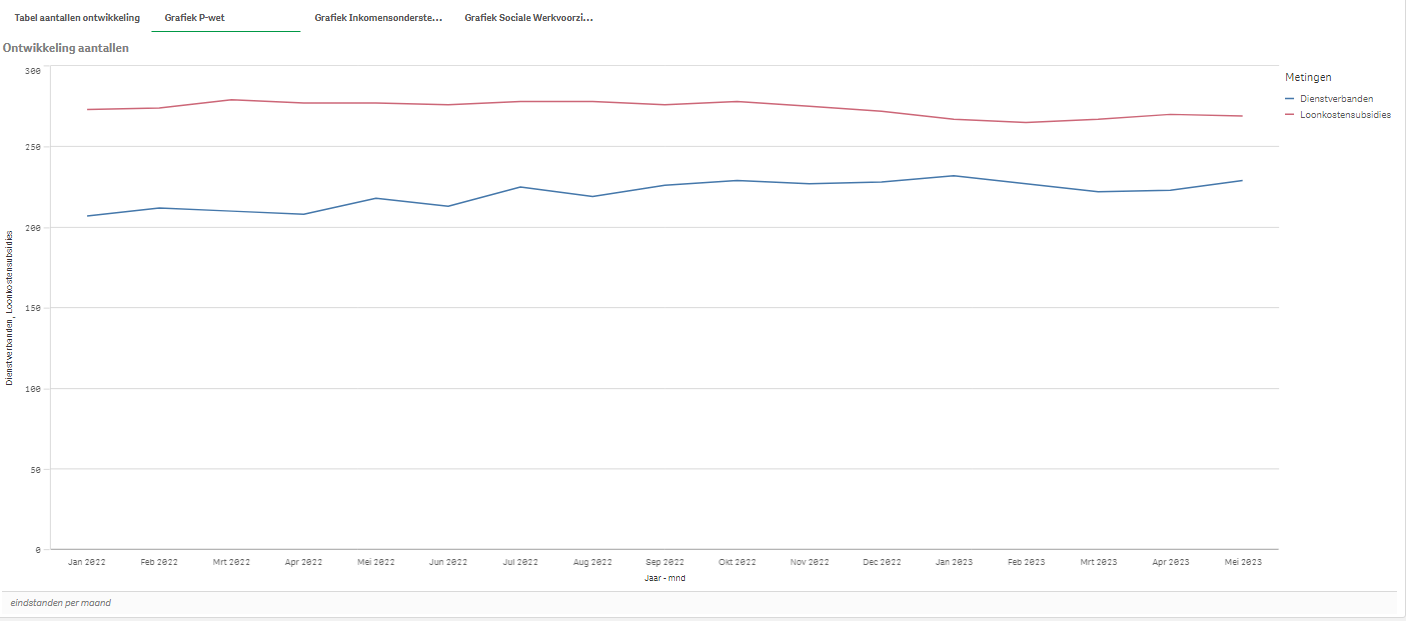 Tabel aantallen ontwikkeling
Grafiek P-wet
Grafiek Inkomensonderste...
Grafiek Sociale Werkvoorzi...
Ontwikkeling aantallen
300
250
200
150
100
50
0
Dienstverbanden, Loonkostensubsidies
Jan 2022
Feb 2022
Mrt 2022
Apr 2022
Mei 2022
Jun 2022
Jul 2022
Aug 2022
Sep 2022
Okt 2022
Nov 2022
Dec 2022
Jan 2023
Feb 2023
Mrt 2023
Apr 2023
Mei 2023
Jaar - mnd
Metingen
Dienstverbanden
Loonkostensubsidies
eindstanden per maand